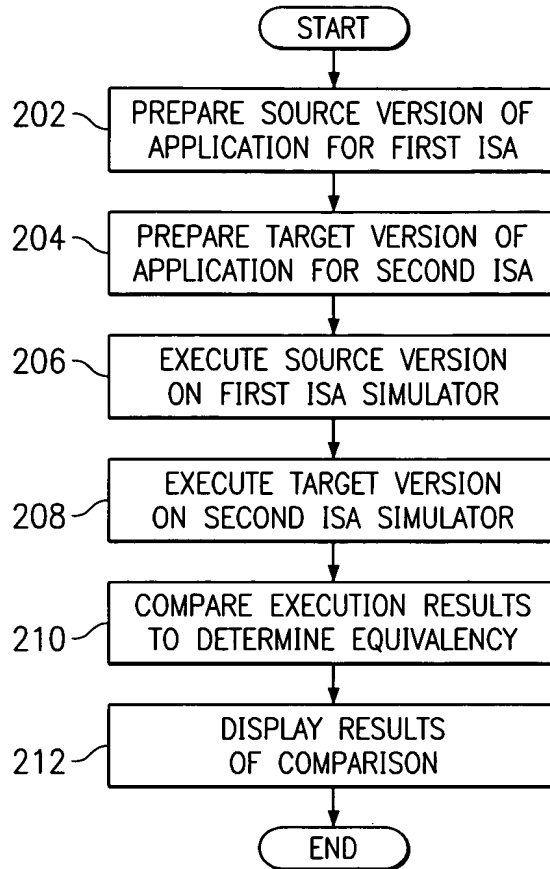 START
202
PREPARE SOURCE VERSION OF
APPLICATION FOR FIRST ISA
204
PREPARE TARGET VERSION OF
APPLICATION FOR SECOND ISA
206
EXECUTE SOURCE VERSION
ON FIRST ISA SIMULATOR
208
EXECUTE TARGET VERSION
ON SECOND ISA SIMULATOR
210
COMPARE EXECUTION RESULTS
TO DETERMINE EQUIVALENCY
212
DISPLAY RESULTS
OF COMPARISON
END